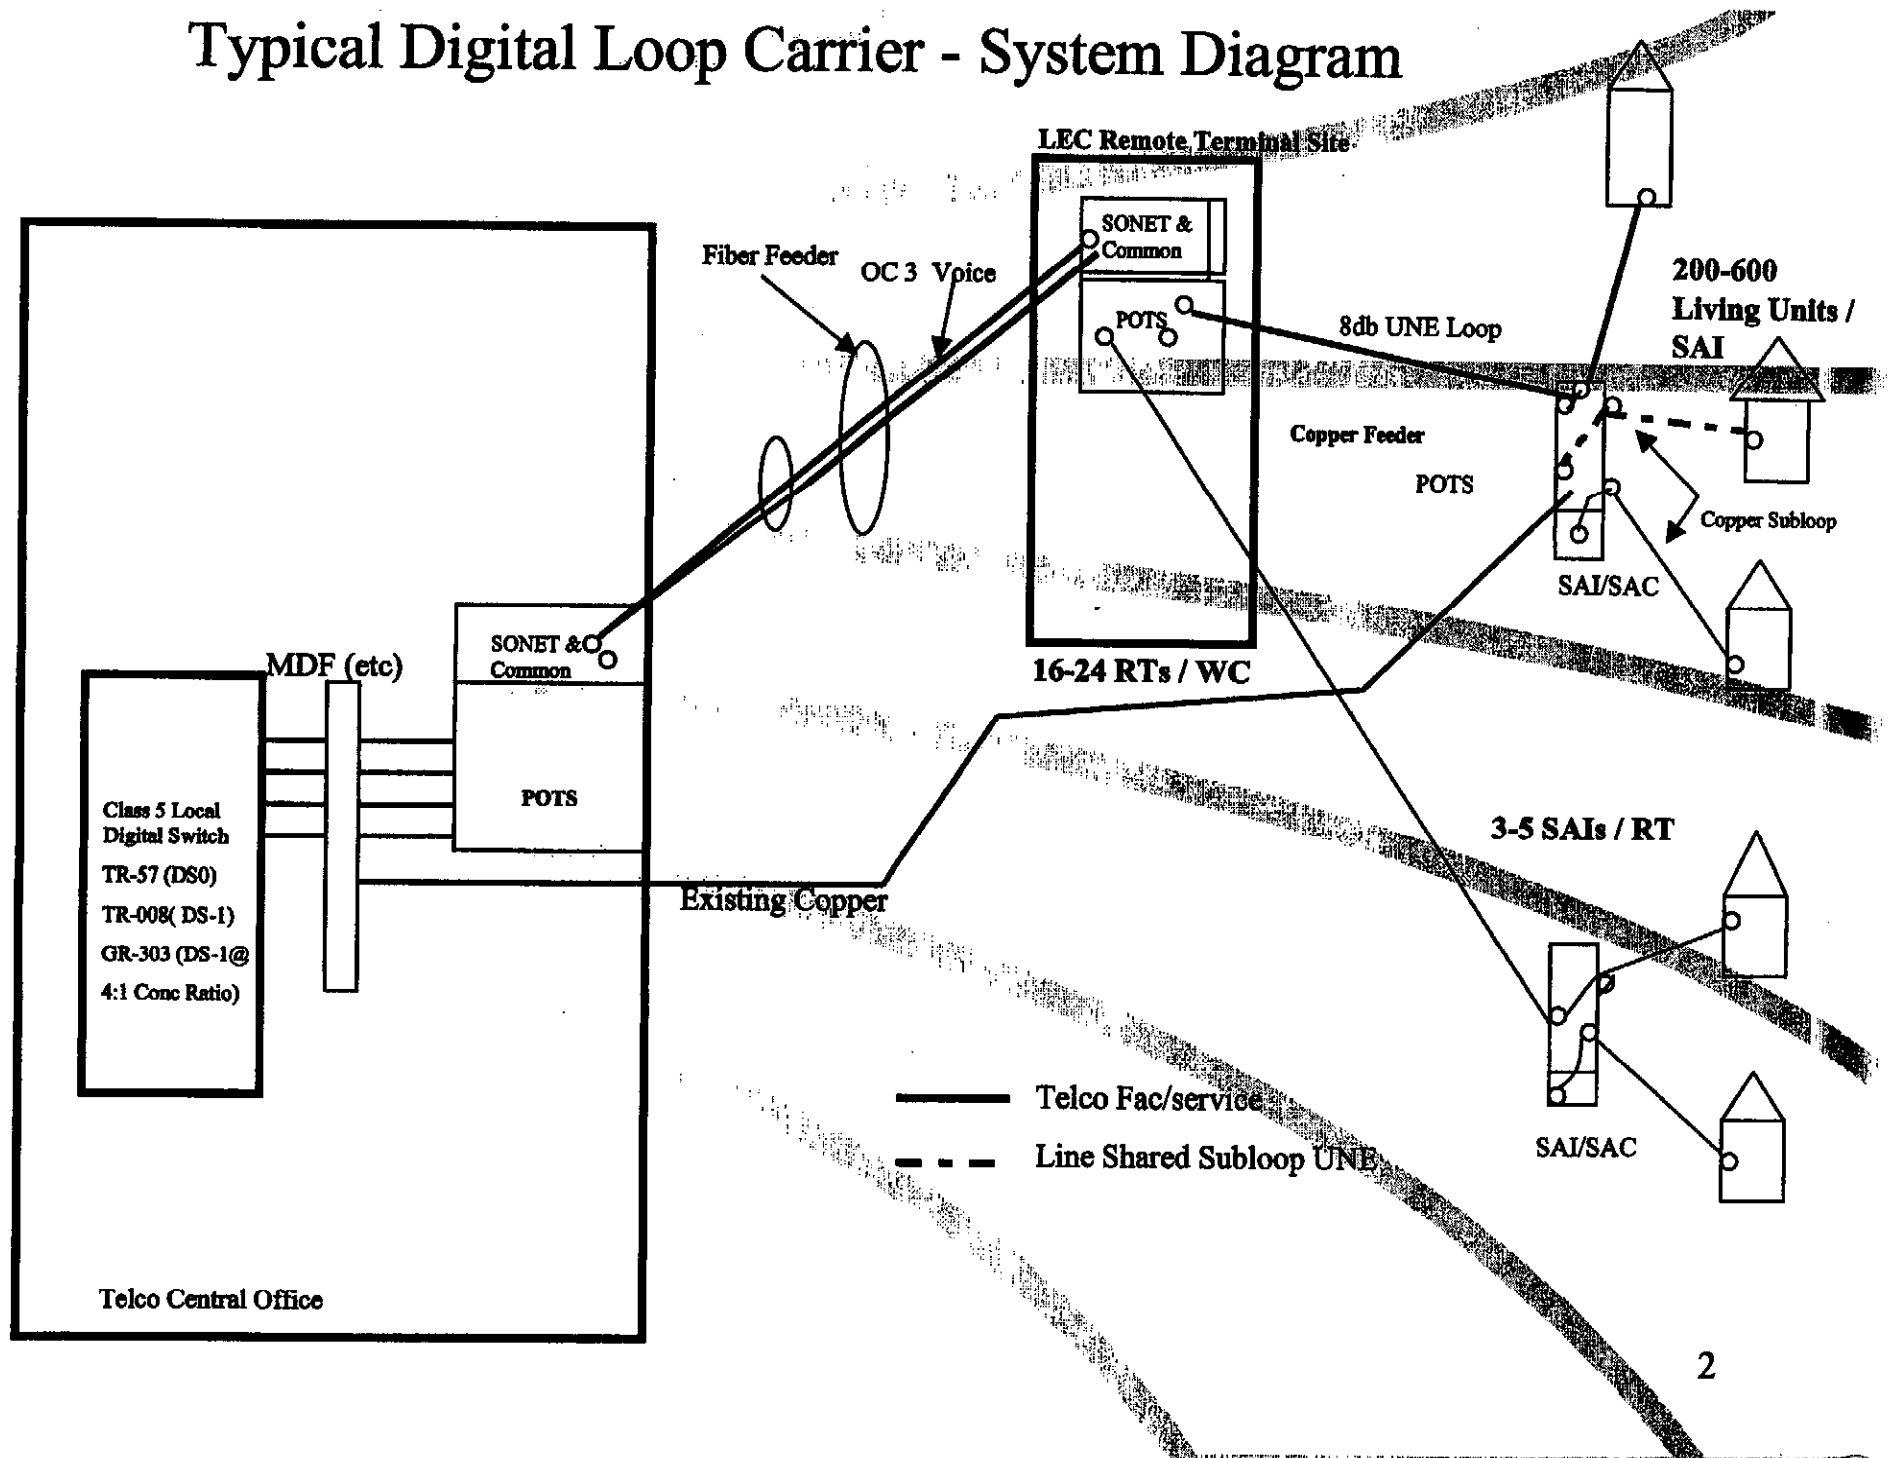 Typical Digital Loop Carrier - System Diagram
LEC Remote Terminal Site
SONET &
Common
Fiber Feeder
OC 3 Voice
200-600
Living Units /
SAI
POTS
8db UNE Loop
Copper Feeder
POTS
Copper Subloop
SAI/SAC
SONET &
Common
MDF (etc)
16-24 RTs / WC
POTS
Class 5 Local
Digital Switch
TR-57 (DS0)
TR-008( DS-1)
GR-303 (DS-1@
4:1 Conc Ratio)
3-5 SAIs / RT
Existing Copper
Telco Fac/service
Line Shared Subloop UNE
SAI/SAC
Telco Central Office
2